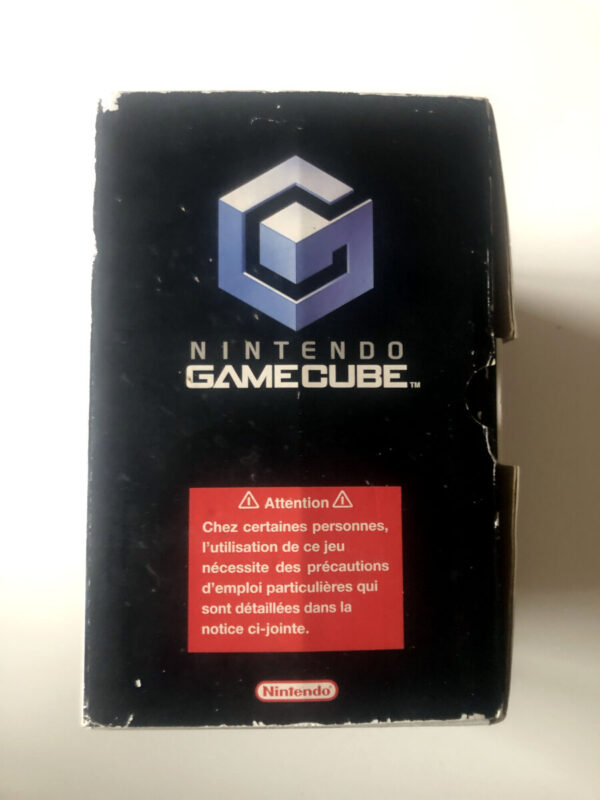 NINTENDO
GAMECUBE™
⚠ Attention ⚠
Chez certaines personnes,
l'utilisation de ce jeu
nécessite des précautions
d'emploi particulières qui
sont détaillées dans la
notice ci-jointe.
Nintendo®